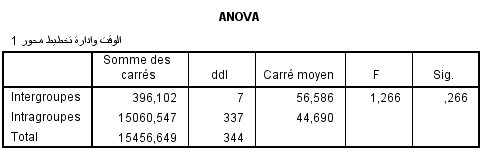 ANOVA
الوقت وادارة تخطيط محور 1
Somme des carrés ddl Carré moyen F Sig.
Intergroupes 396,102 7 56,586 1,266 ,266
Intragroupes 15060,547 337 44,690
Total 15456,649 344